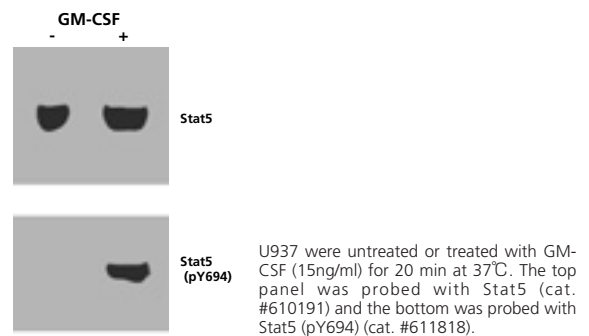 GM-CSF
- +
Stat5
Stat5
(pY694)
U937 were untreated or treated with GM-
CSF (15ng/ml) for 20 min at 37℃. The top
panel was probed with Stat5 (cat.
#610191) and the bottom was probed with
Stat5 (pY694) (cat. #611818).